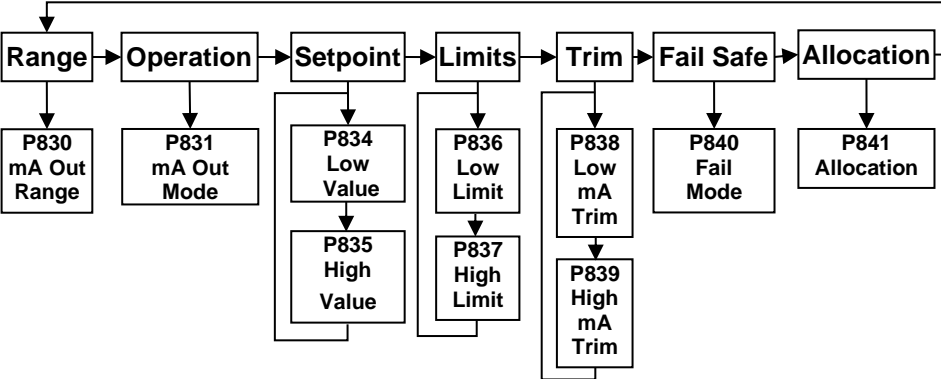 Range
Operation
Setpoint
Limits
Trim
Fail Safe
Allocation
P830
mA Out
Range
P831
mA Out
Mode
P834
Low
Value
P835
High
Value
P836
Low
Limit
P837
High
Limit
P838
Low
mA
Trim
P839
High
mA
Trim
P840
Fail
Mode
P841
Allocation